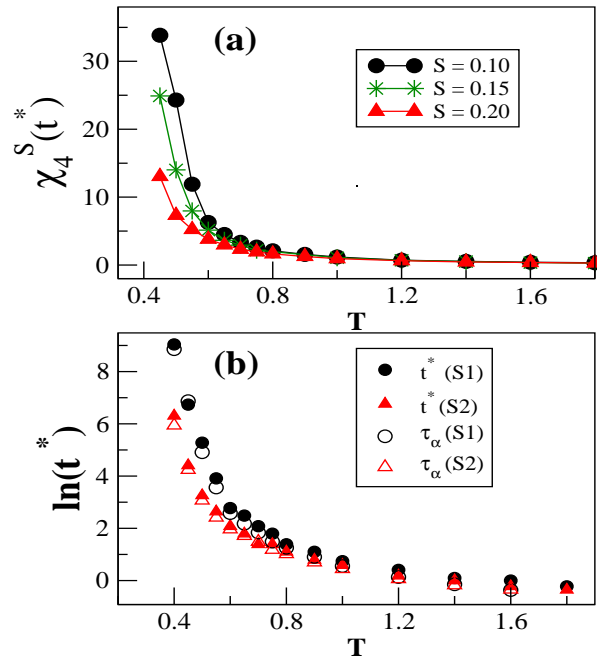 (a)
S = 0.10
S = 0.15
S = 0.20
χ₄ˢ(t*)
30
20
10
0
0.4 0.8 1.2 1.6
T
(b)
t* (S1)
t* (S2)
τα (S1)
τα (S2)
ln(t*)
8
6
4
2
0
0.4 0.8 1.2 1.6
T